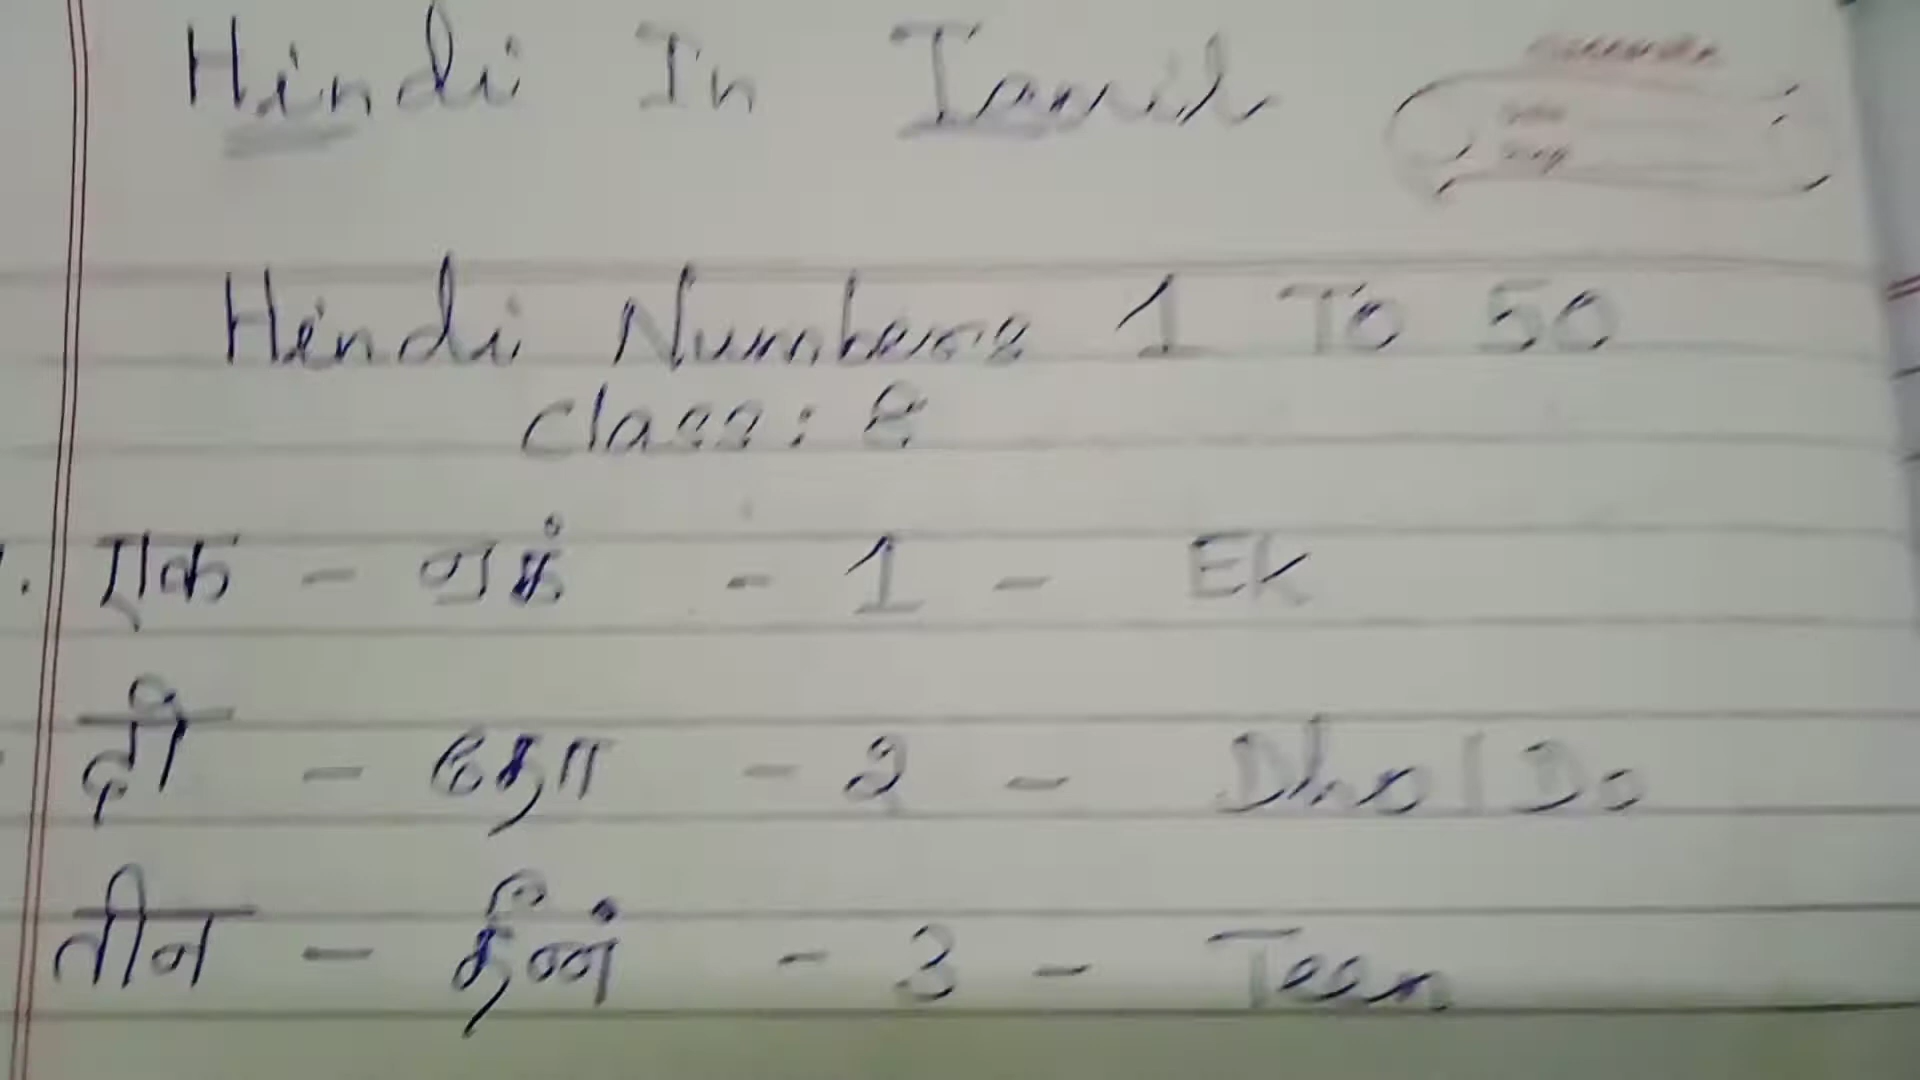 Hindi In Tamil
Hindi Numbers 1 To 50
Class: 8
एक - ஏக் - 1 - Ek
दो - தோ - 2 - Dho / Do
तीन - தீன் - 3 - Teen